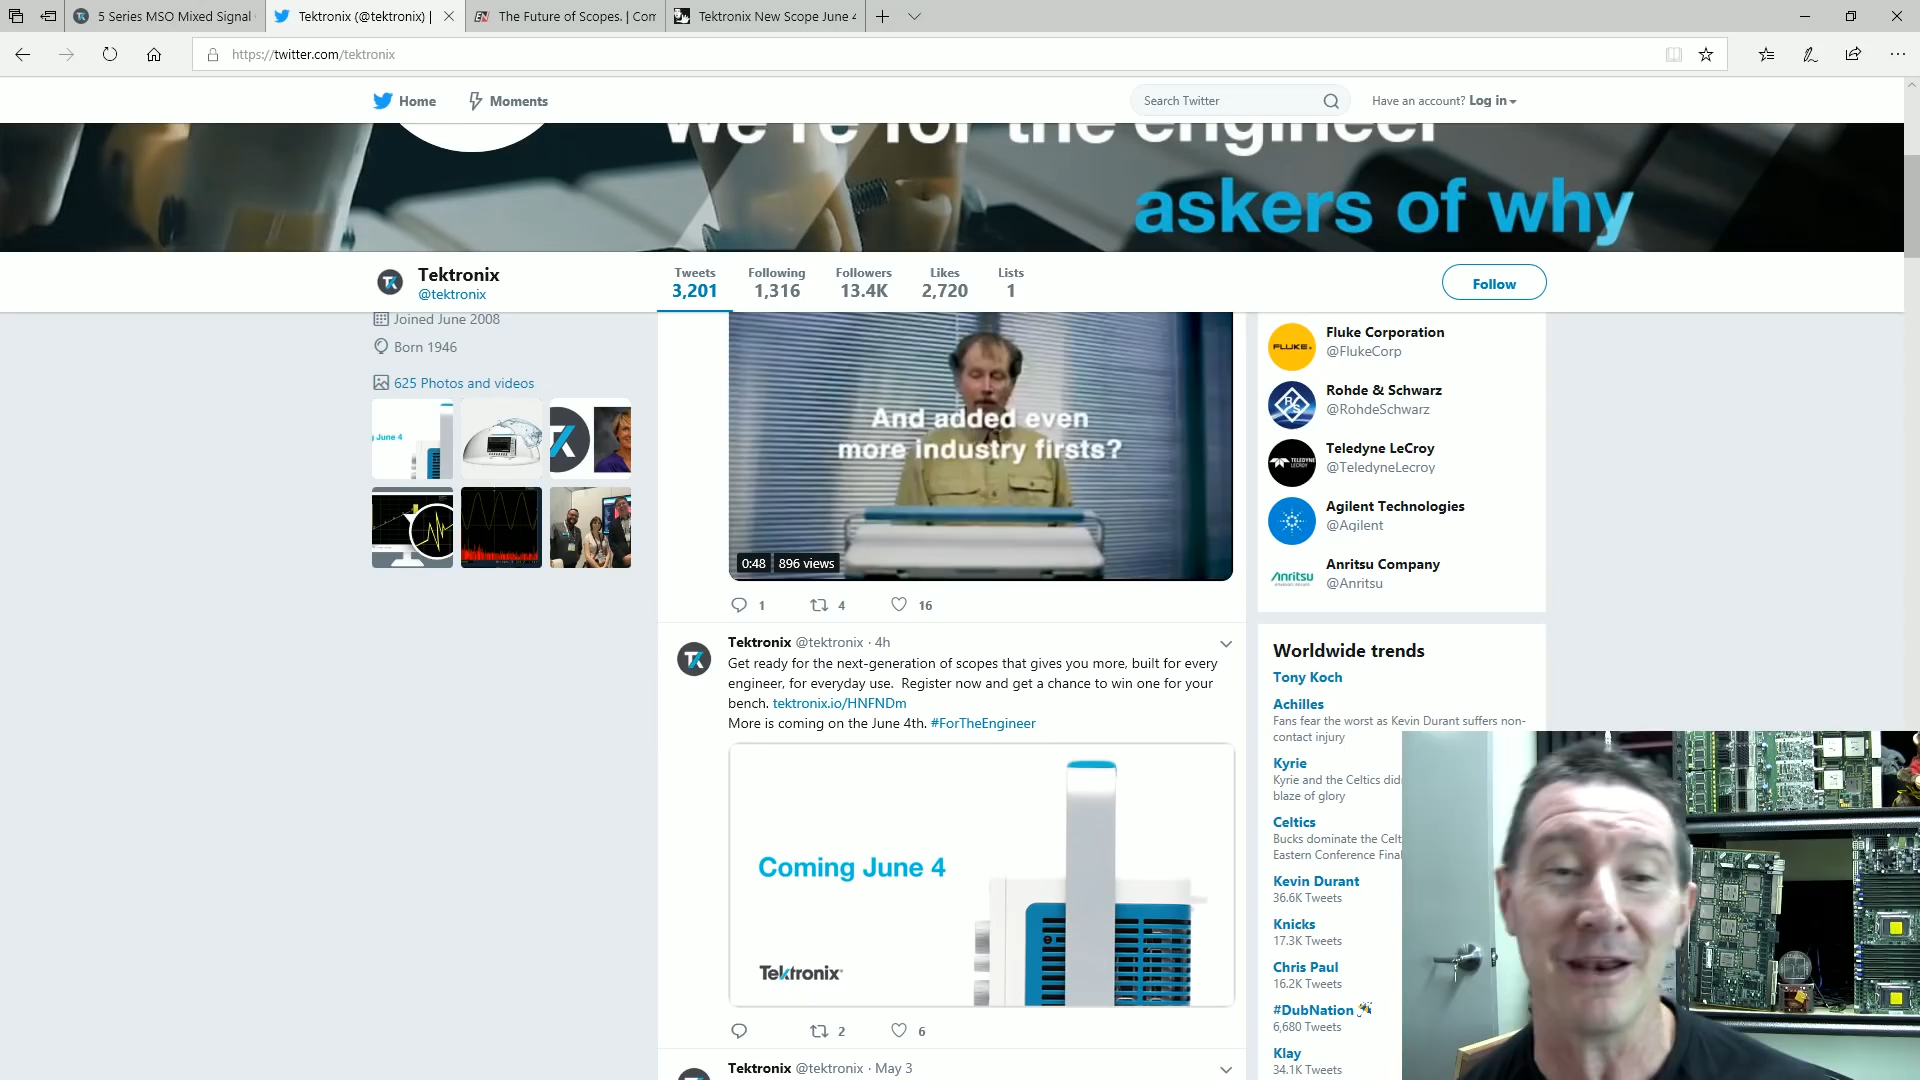 5 Series MSO Mixed Signal
Tektronix (@tektronix) |
The Future of Scopes. | Com
Tektronix New Scope June 4
https://twitter.com/tektronix
Home
Moments
Search Twitter
Have an account? Log in
we're for the engineer
askers of why
Tektronix
@tektronix
Tweets
3,201
Following
1,316
Followers
13.4K
Likes
2,720
Lists
1
Follow
Joined June 2008
Born 1946
625 Photos and videos
June 4
And added even
more industry firsts?
0:48
896 views
1
4
16
Tektronix @tektronix · 4h
Get ready for the next-generation of scopes that gives you more, built for every
engineer, for everyday use. Register now and get a chance to win one for your
bench. tektronix.io/HNFNDm
More is coming on the June 4th. #ForTheEngineer
Coming June 4
Tektronix
2
6
Tektronix @tektronix · May 3
FLUKE
Fluke Corporation
@FlukeCorp
Rohde & Schwarz
@RohdeSchwarz
TELEDYNE LECROY
Teledyne LeCroy
@TeledyneLecroy
Agilent Technologies
@Agilent
Anritsu
Anritsu Company
@Anritsu
Worldwide trends
Tony Koch
Achilles
Fans fear the worst as Kevin Durant suffers non-
contact injury
Kyrie
Kyrie and the Celtics did
blaze of glory
Celtics
Bucks dominate the Celt
Eastern Conference Final
Kevin Durant
36.6K Tweets
Knicks
17.3K Tweets
Chris Paul
16.2K Tweets
#DubNation
6,680 Tweets
Klay
34.1K Tweets